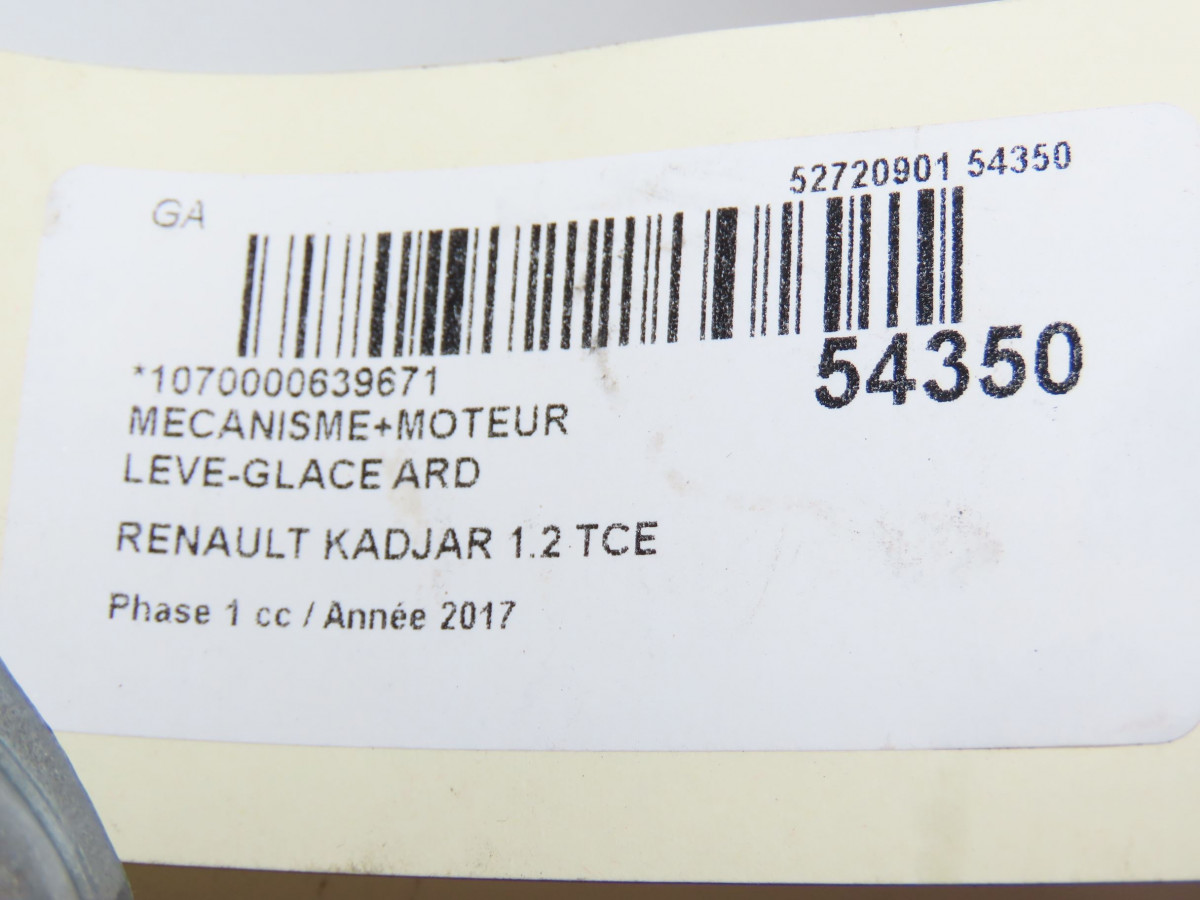 52720901 54350
GA
54350
*1070000639671
MECANISME+MOTEUR
LEVE-GLACE ARD
RENAULT KADJAR 1.2 TCE
Phase 1 cc / Année 2017